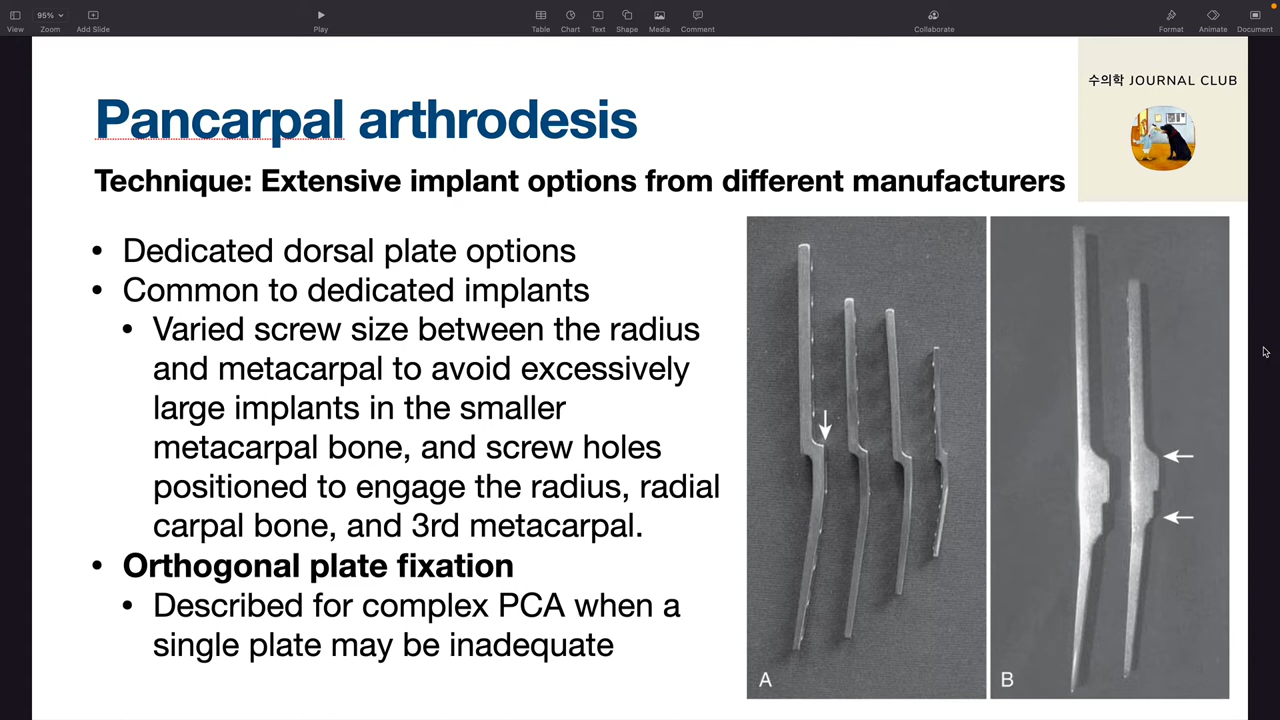 95%
View
Zoom
Add Slide
Play
Table
Chart
Text
Shape
Media
Comment
Collaborate
Format
Animate
Document
수의학 JOURNAL CLUB
Pancarpal arthrodesis
Technique: Extensive implant options from different manufacturers
• Dedicated dorsal plate options
• Common to dedicated implants
• Varied screw size between the radius
and metacarpal to avoid excessively
large implants in the smaller
metacarpal bone, and screw holes
positioned to engage the radius, radial
carpal bone, and 3rd metacarpal.
• Orthogonal plate fixation
• Described for complex PCA when a
single plate may be inadequate
A
B